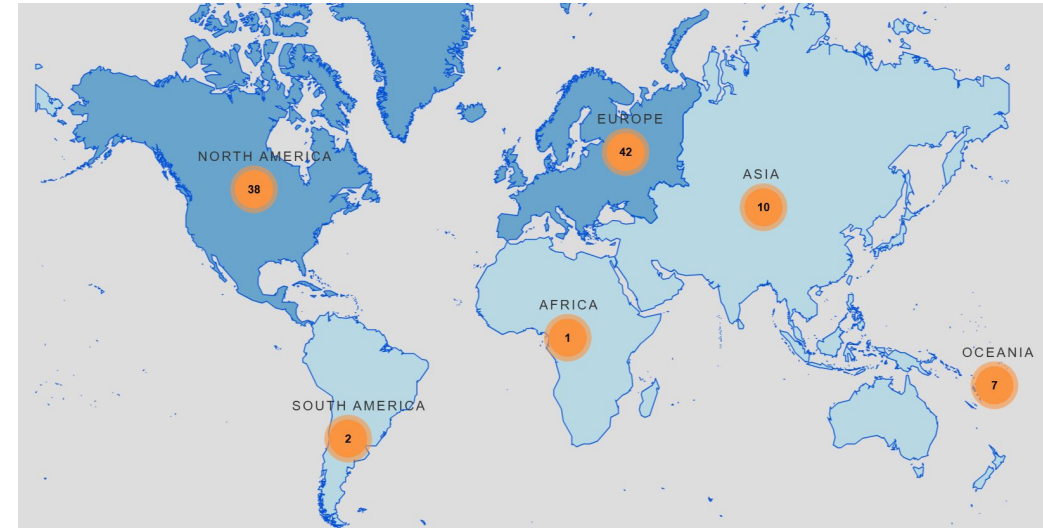 EUROPE
42
NORTH AMERICA
38
ASIA
10
AFRICA
1
OCEANIA
7
SOUTH AMERICA
2